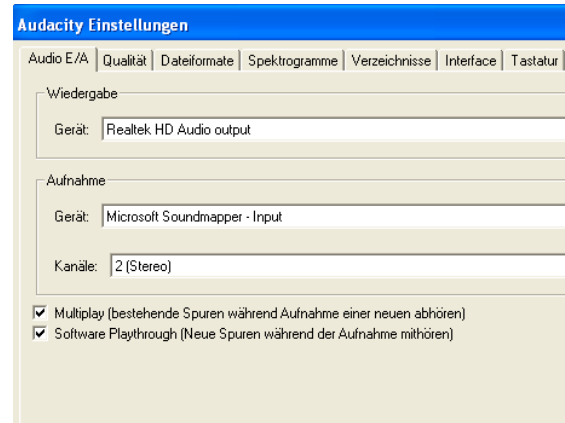 Audacity Einstellungen
Audio E/A Qualität Dateiformate Spektrogramme Verzeichnisse Interface Tastatur
Wiedergabe
Gerät: Realtek HD Audio output
Aufnahme
Gerät: Microsoft Soundmapper - Input
Kanäle: 2 (Stereo)
Multiplay (bestehende Spuren während Aufnahme einer neuen abhören)
Software Playthrough (Neue Spuren während der Aufnahme mithören)